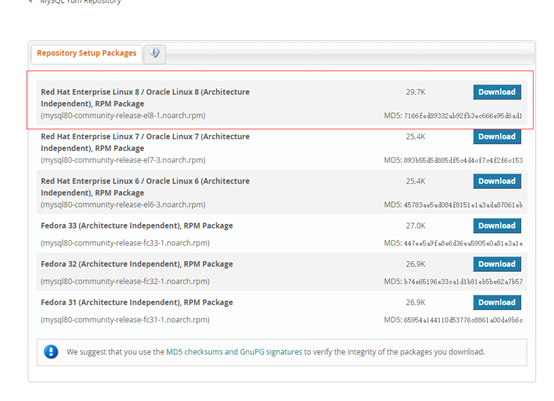 MySQL Yum Repository
Repository Setup Packages
Red Hat Enterprise Linux 8 / Oracle Linux 8 (Architecture 29.7K Download
Independent), RPM Package
(mysql80-community-release-el8-1.noarch.rpm) MD5:
Red Hat Enterprise Linux 7 / Oracle Linux 7 (Architecture 25.4K Download
Independent), RPM Package
(mysql80-community-release-el7-3.noarch.rpm) MD5:
Red Hat Enterprise Linux 6 / Oracle Linux 6 (Architecture 25.4K Download
Independent), RPM Package
(mysql80-community-release-el6-3.noarch.rpm) MD5:
Fedora 33 (Architecture Independent), RPM Package 27.0K Download
(mysql80-community-release-fc33-1.noarch.rpm) MD5:
Fedora 32 (Architecture Independent), RPM Package 26.9K Download
(mysql80-community-release-fc32-1.noarch.rpm) MD5:
Fedora 31 (Architecture Independent), RPM Package 26.9K Download
(mysql80-community-release-fc31-1.noarch.rpm) MD5:
We suggest that you use the MD5 checksums and GnuPG signatures to verify the integrity of the packages you download.